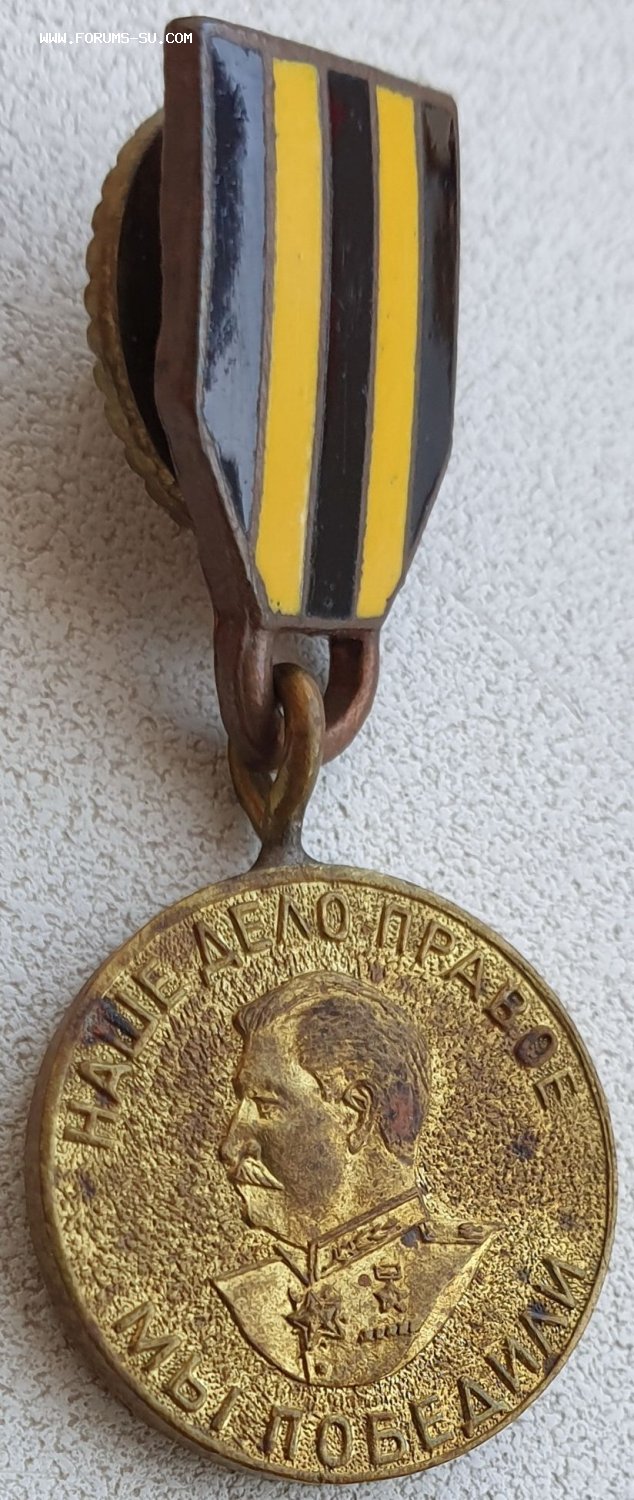 WWW.FORUMS-SU.COM
НАШЕ ДЕЛО ПРАВОЕ
МЫ ПОБЕДИЛИ